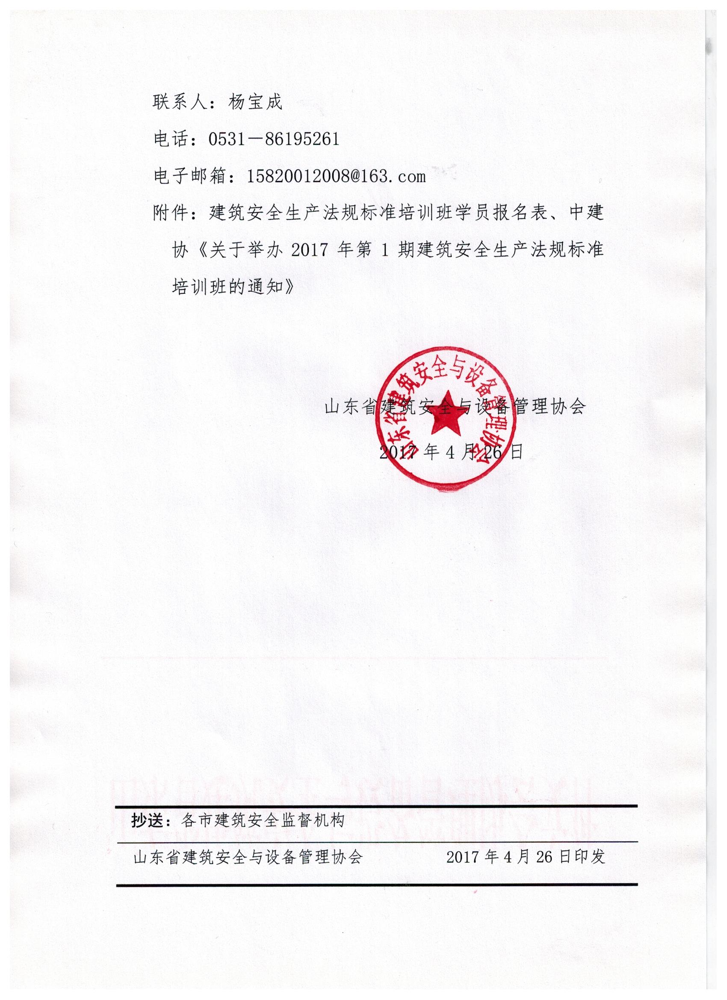 联系人：杨宝成
电话：0531—86195261
电子邮箱：15820012008@163.com
附件：建筑安全生产法规标准培训班学员报名表、中建
协《关于举办 2017 年第 1 期建筑安全生产法规标准
培训班的通知》
山东省建筑安全与设备管理协会
山东省建筑安全与设备管理协会
2017 年 4 月 26 日
抄送：各市建筑安全监督机构
山东省建筑安全与设备管理协会 2017 年 4 月 26 日印发